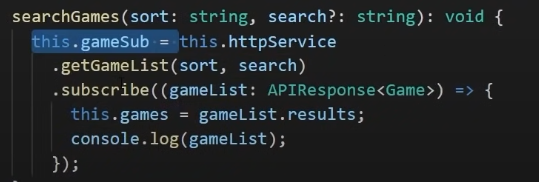 searchGames(sort: string, search?: string): void {
this.gameSub = this.httpService
.getGameList(sort, search)
.subscribe((gameList: APIResponse<Game>) => {
this.games = gameList.results;
console.log(gameList);
});